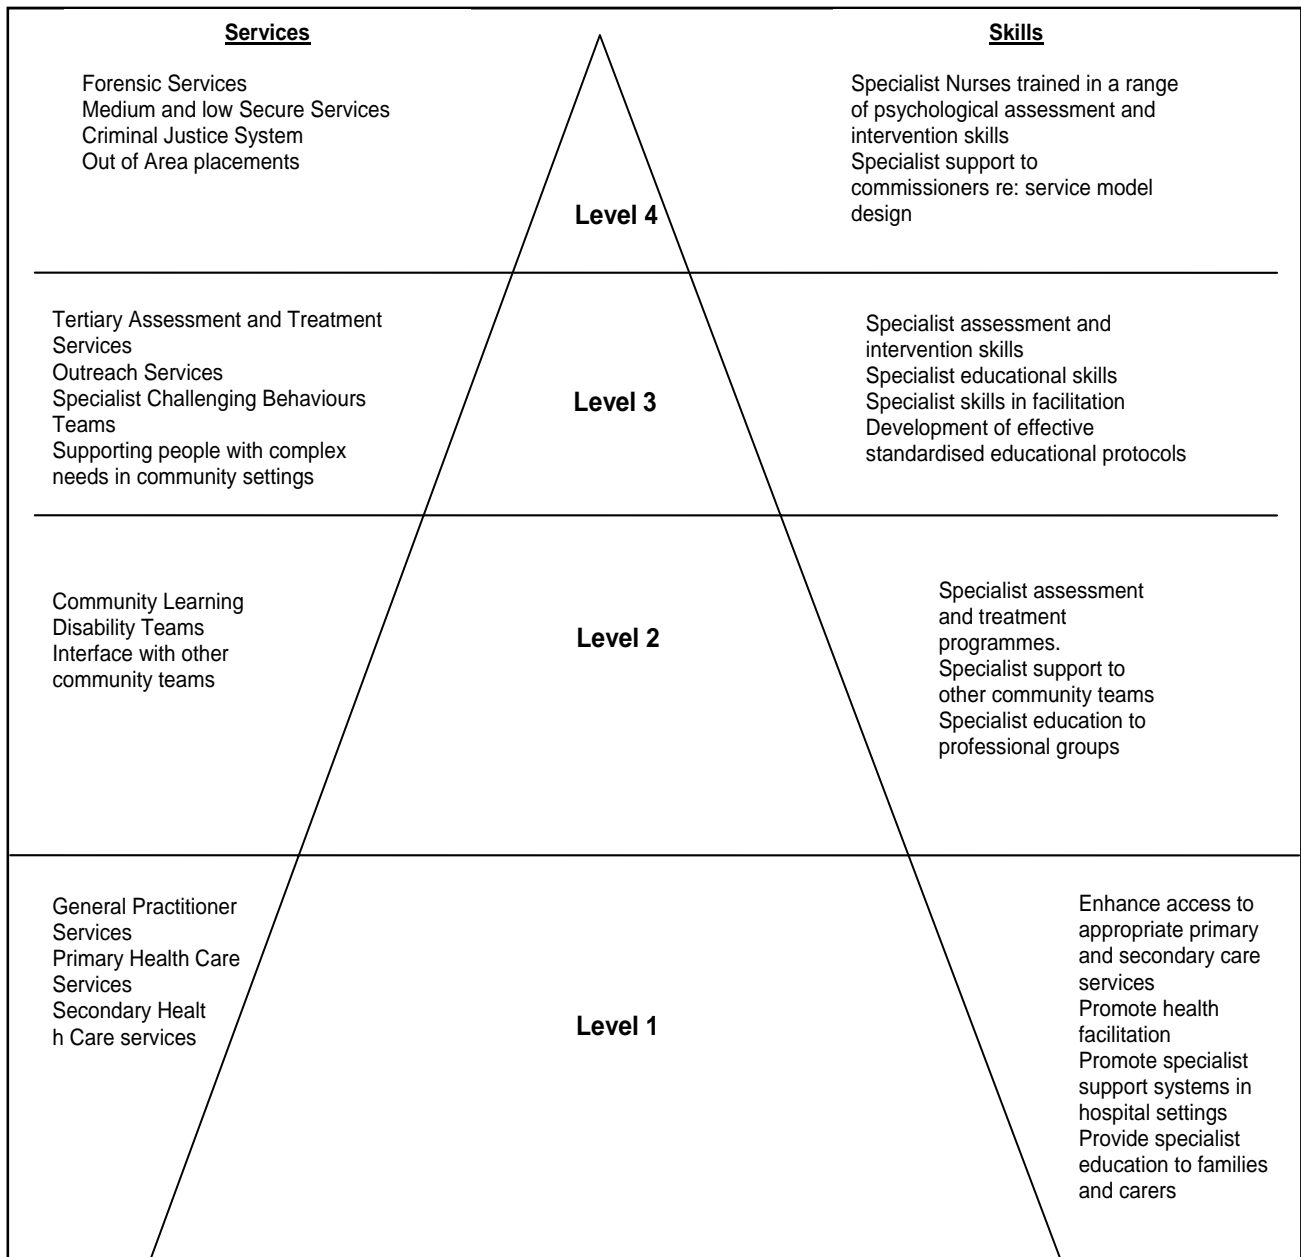 Services
Skills
Forensic Services
Medium and low Secure Services
Criminal Justice System
Out of Area placements
Specialist Nurses trained in a range
of psychological assessment and
intervention skills
Specialist support to
commissioners re: service model
design
Level 4
Tertiary Assessment and Treatment
Services
Outreach Services
Specialist Challenging Behaviours
Teams
Supporting people with complex
needs in community settings
Level 3
Specialist assessment and
intervention skills
Specialist educational skills
Specialist skills in facilitation
Development of effective
standardised educational protocols
Community Learning
Disability Teams
Interface with other
community teams
Level 2
Specialist assessment
and treatment
programmes.
Specialist support to
other community teams
Specialist education to
professional groups
General Practitioner
Services
Primary Health Care
Services
Secondary Healt
h Care services
Level 1
Enhance access to
appropriate primary
and secondary care
services
Promote health
facilitation
Promote specialist
support systems in
hospital settings
Provide specialist
education to families
and carers